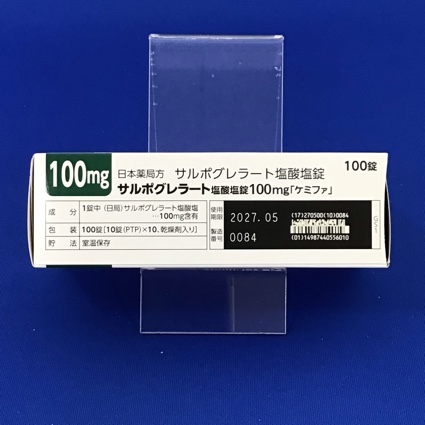 100mg
日本薬局方 サルポグレラート塩酸塩錠
100錠
サルポグレラート塩酸塩錠100mg「ケミファ」
成分 1錠中 (日局)サルポグレラート塩酸塩
…100mg含有
包装 100錠[10錠(PTP)×10、乾燥剤入り]
貯法 室温保存
使用期限 2027.05
製造番号 0084
(17)270500(10)0084
(01)14987440556010